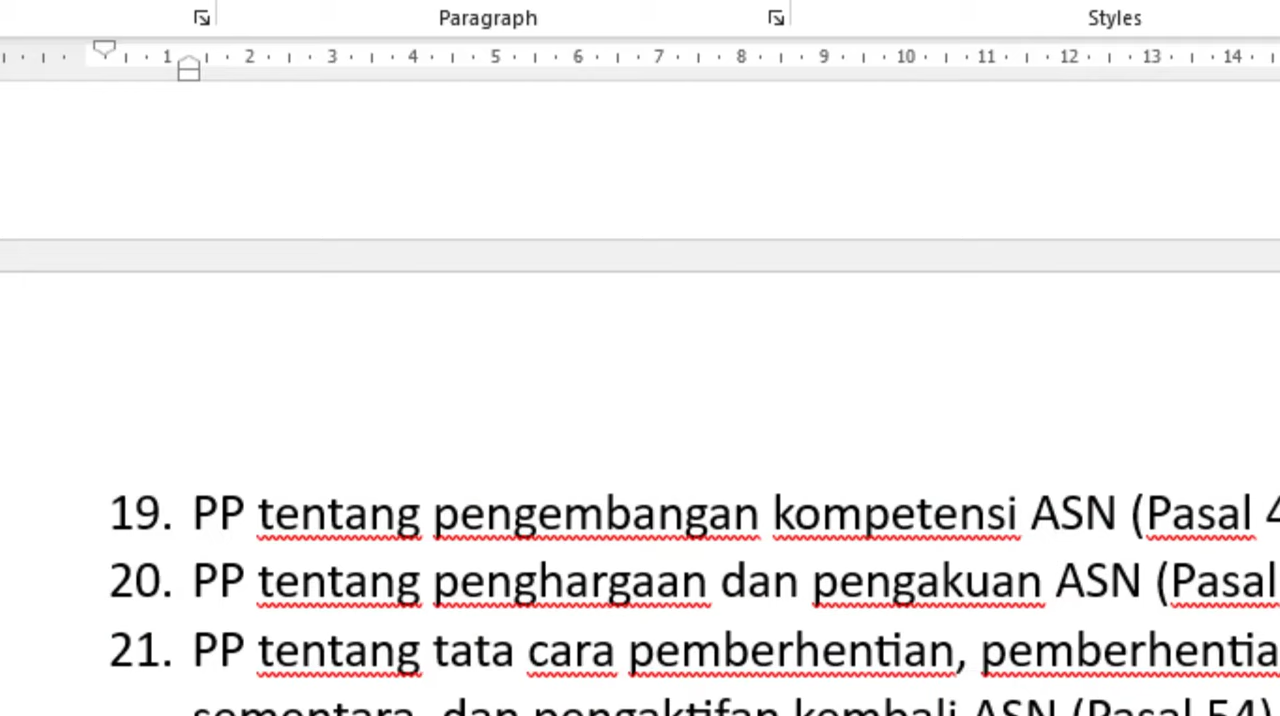 Paragraph Styles
1 2 3 4 5 6 7 8 9 10 11 12 13 14
19. PP tentang pengembangan kompetensi ASN (Pasal
20. PP tentang penghargaan dan pengakuan ASN (Pasal
21. PP tentang tata cara pemberhentian, pemberhentia
sementara, dan pengaktifan kembali ASN (Pasal 54)